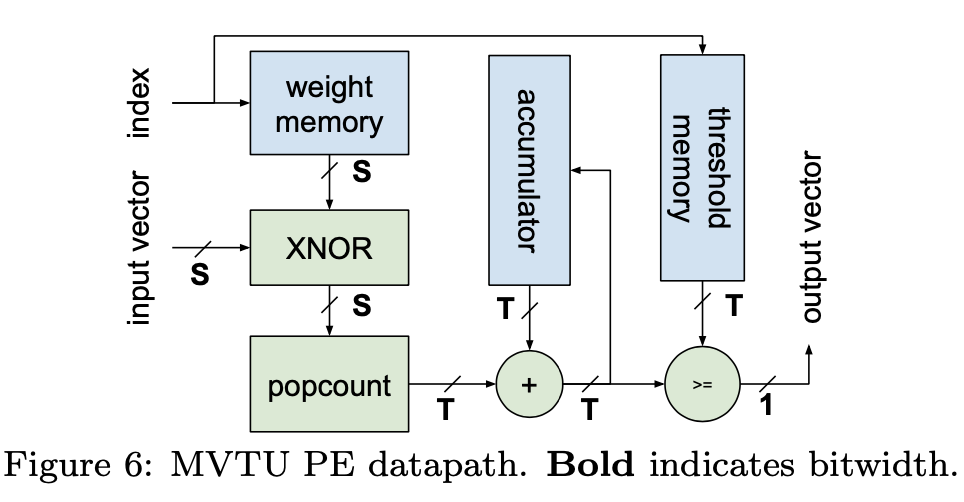 index
weight
memory
accumulator
threshold
memory
S
input vector
S
XNOR
S
T
T
output vector
popcount
T
+
T
>=
1
Figure 6: MVTU PE datapath. Bold indicates bitwidth.